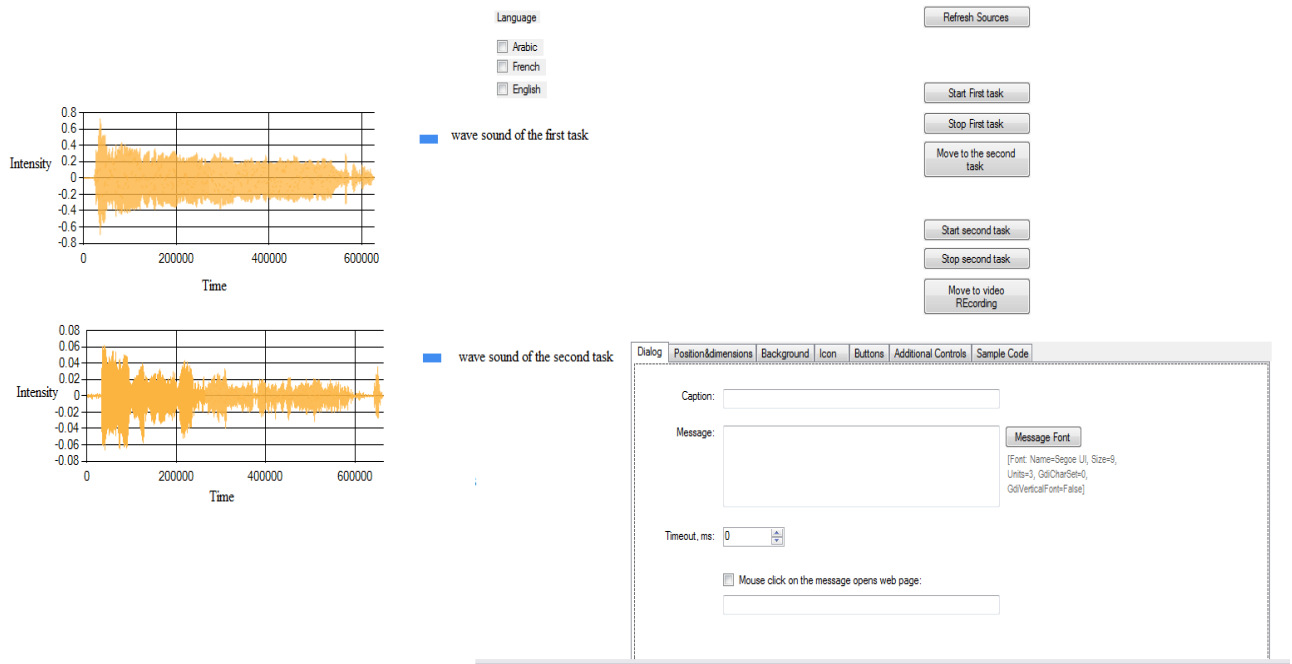 Language
Arabic
French
English
Refresh Sources
Start First task
Stop First task
Move to the second
task
Start second task
Stop second task
Move to video
REcording
0.8
0.6
0.4
0.2
0
-0.2
-0.4
-0.6
-0.8
Intensity
0 200000 400000 600000
Time
wave sound of the first task
0.08
0.06
0.04
0.02
0
-0.02
-0.04
-0.06
-0.08
Intensity
0 200000 400000 600000
Time
wave sound of the second task
;
Dialog Position&dimensions Background Icon Buttons Additional Controls Sample Code
Caption:
Message:
Message Font
[Font: Name=Segoe UI, Size=9,
Units=3, GdiCharSet=0,
GdiVerticalFont=False]
Timeout, ms: 0
Mouse click on the message opens web page: